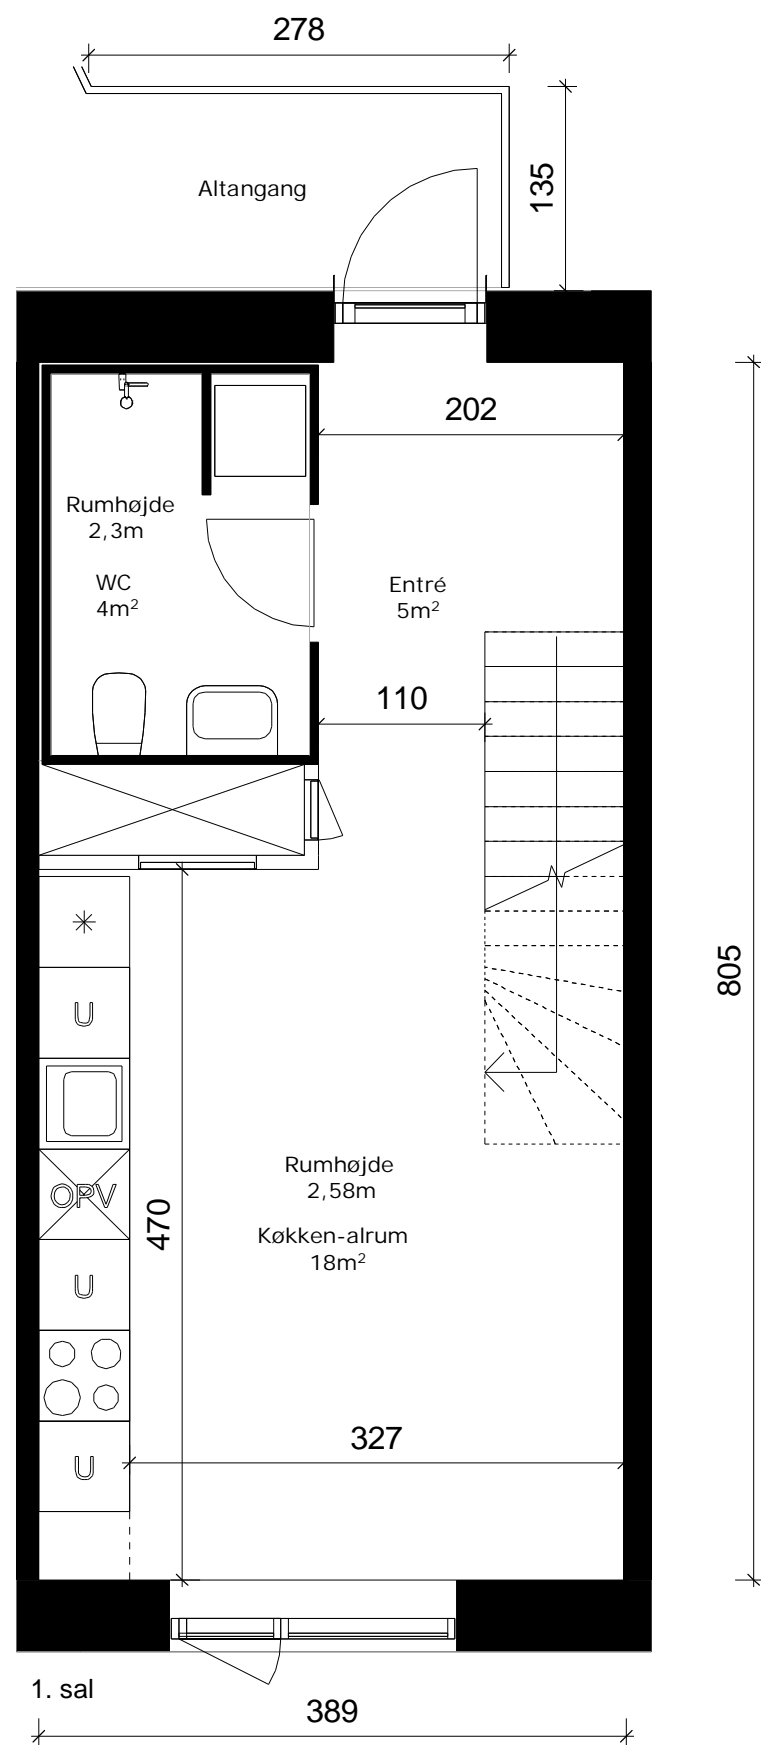 278
Altangang
135
202
Rumhøjde
2,3m
WC
4m²
Entré
5m²
110
805
U
OPV
470
Rumhøjde
2,58m
Køkken-alrum
18m²
U
327
U
1. sal
389